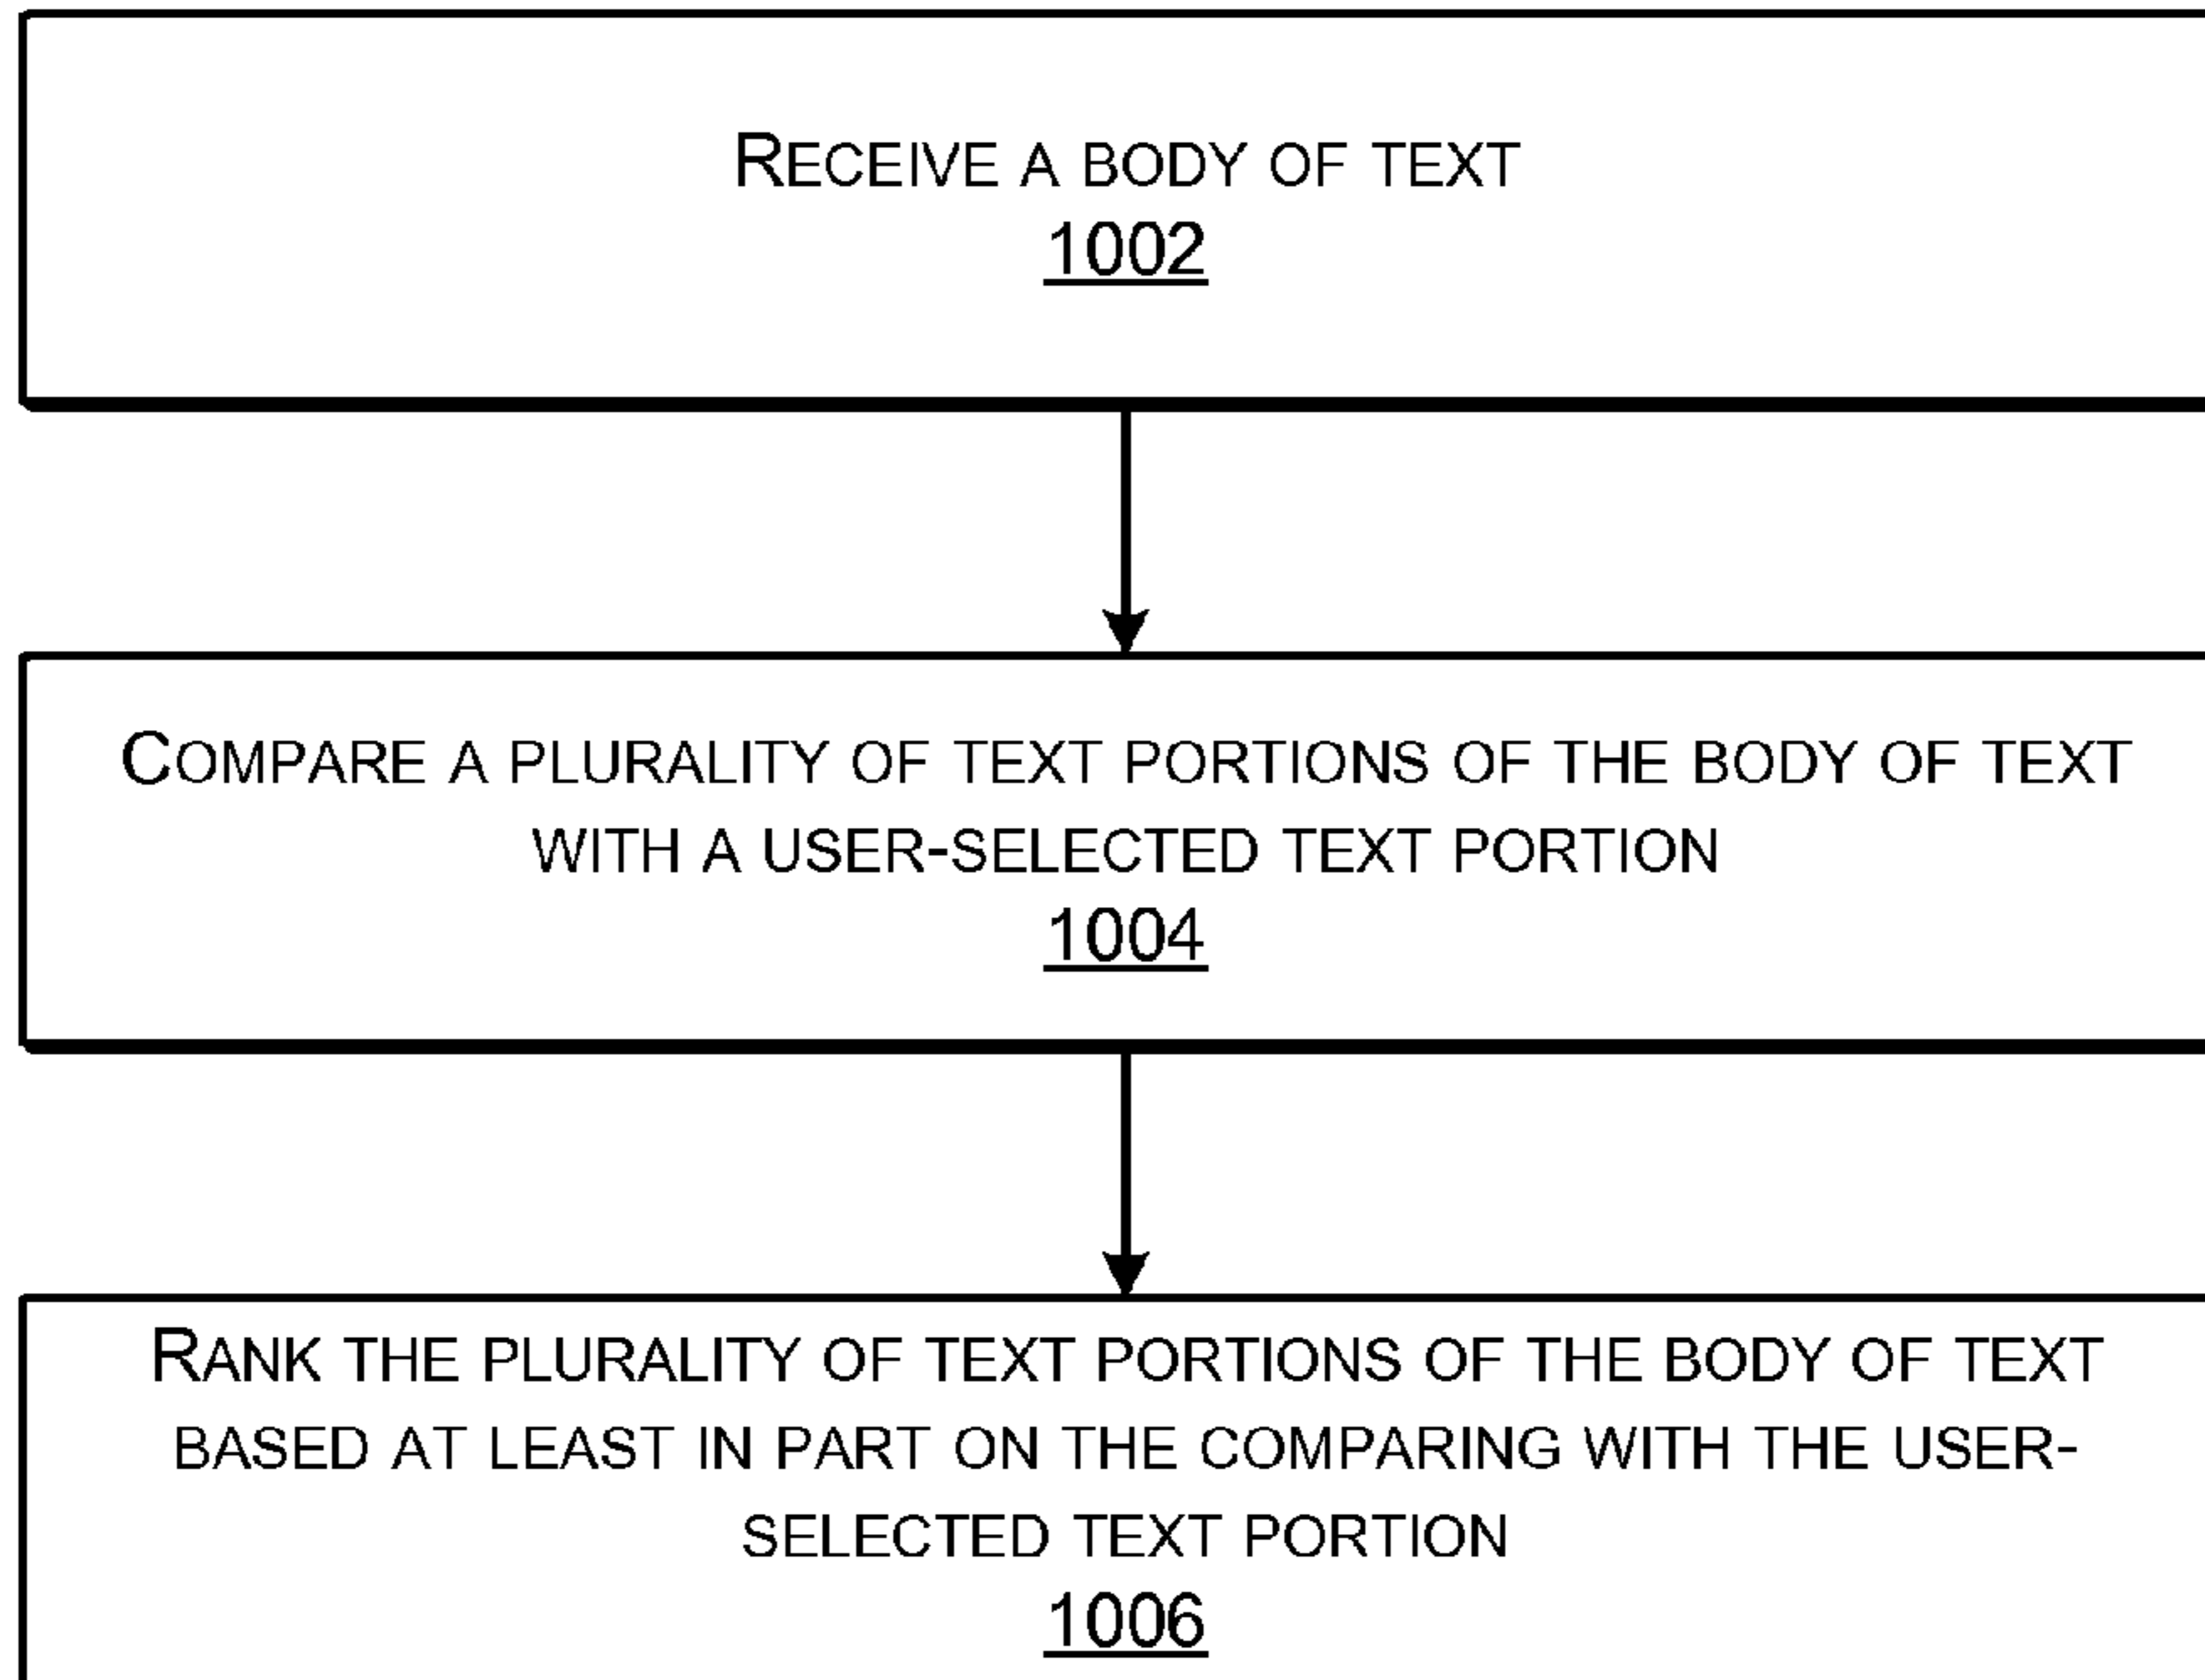 RECEIVE A BODY OF TEXT
1002
COMPARE A PLURALITY OF TEXT PORTIONS OF THE BODY OF TEXT
WITH A USER-SELECTED TEXT PORTION
1004
RANK THE PLURALITY OF TEXT PORTIONS OF THE BODY OF TEXT
BASED AT LEAST IN PART ON THE COMPARING WITH THE USER-
SELECTED TEXT PORTION
1006